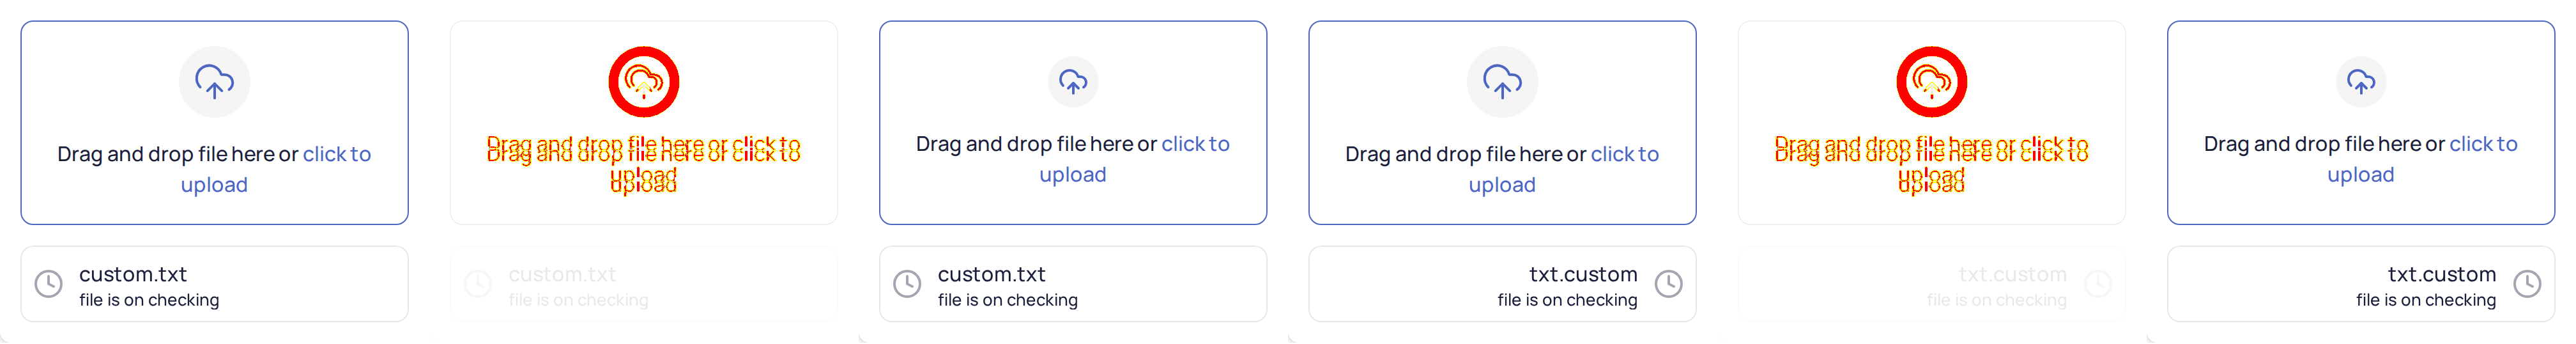 Drag and drop file here or click to
upload
custom.txt
file is on checking
Drag and drop file here or click to
upload
custom.txt
file is on checking
Drag and drop file here or click to
upload
custom.txt
file is on checking
Drag and drop file here or click to
upload
txt.custom
file is on checking
Drag and drop file here or click to
upload
txt.custom
file is on checking
Drag and drop file here or click to
upload
txt.custom
file is on checking